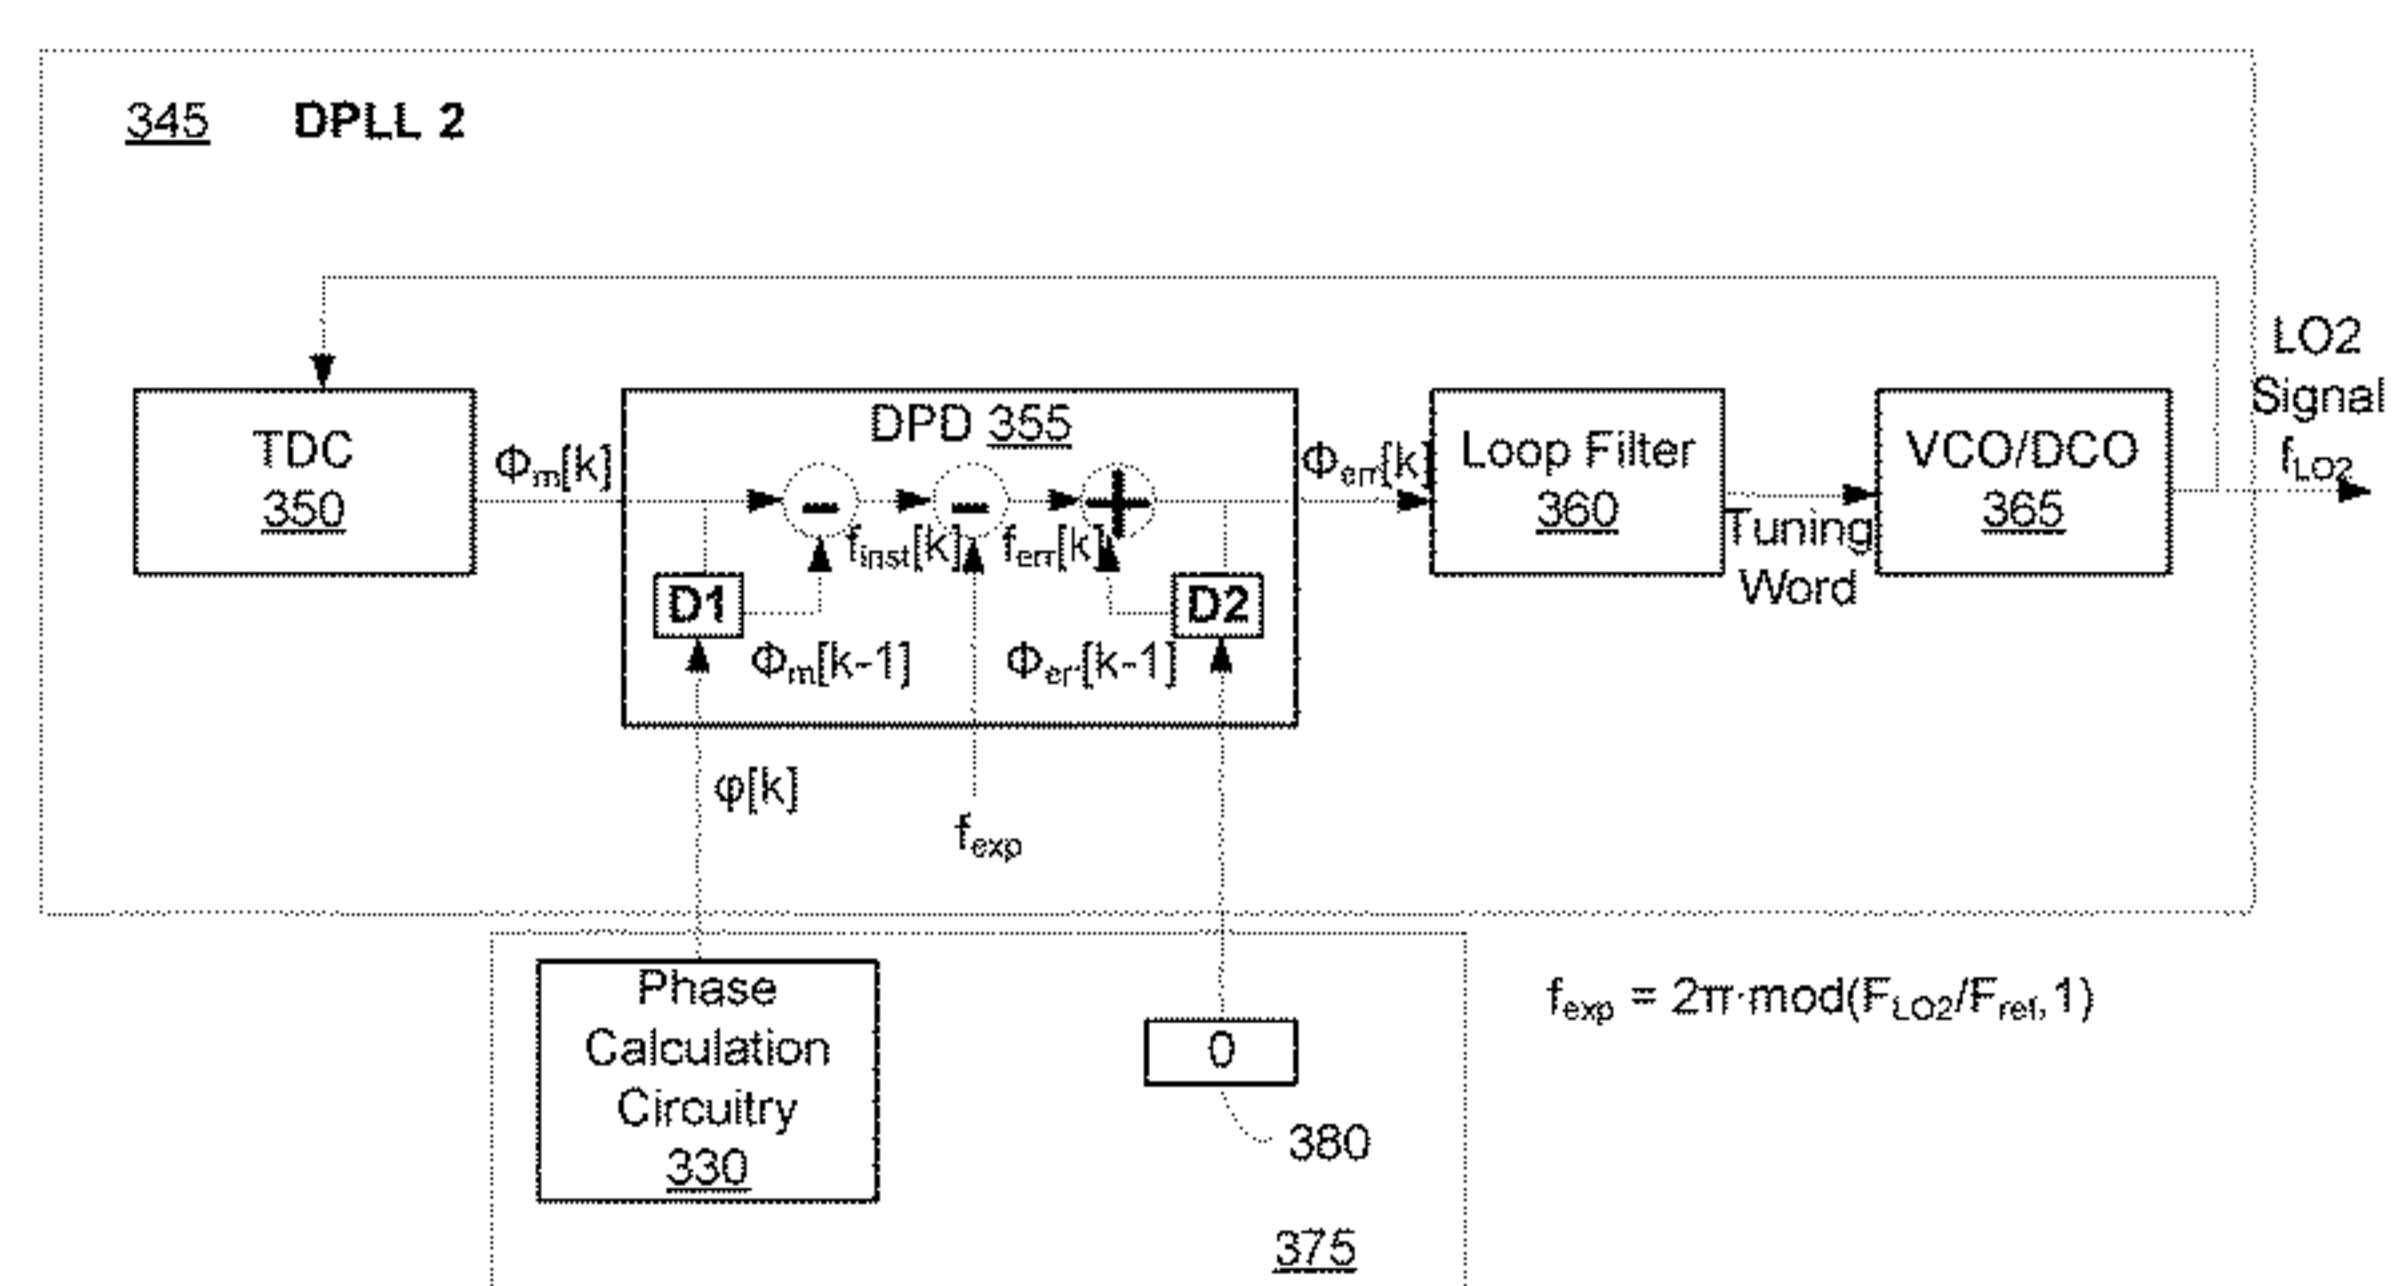 345 DPLL 2
LO2
Signal
f_LO2
TDC
350
Φm[k]
DPD 355
-
-
+
finst[k]
ferr[k]
D1
D2
Φm[k-1]
Φerr[k-1]
Φerr[k]
Loop Filter
360
Tuning
Word
VCO/DCO
365
φ[k]
fexp
Phase
Calculation
Circuitry
330
0
380
375
fexp = 2π·mod(FLO2/Fref, 1)